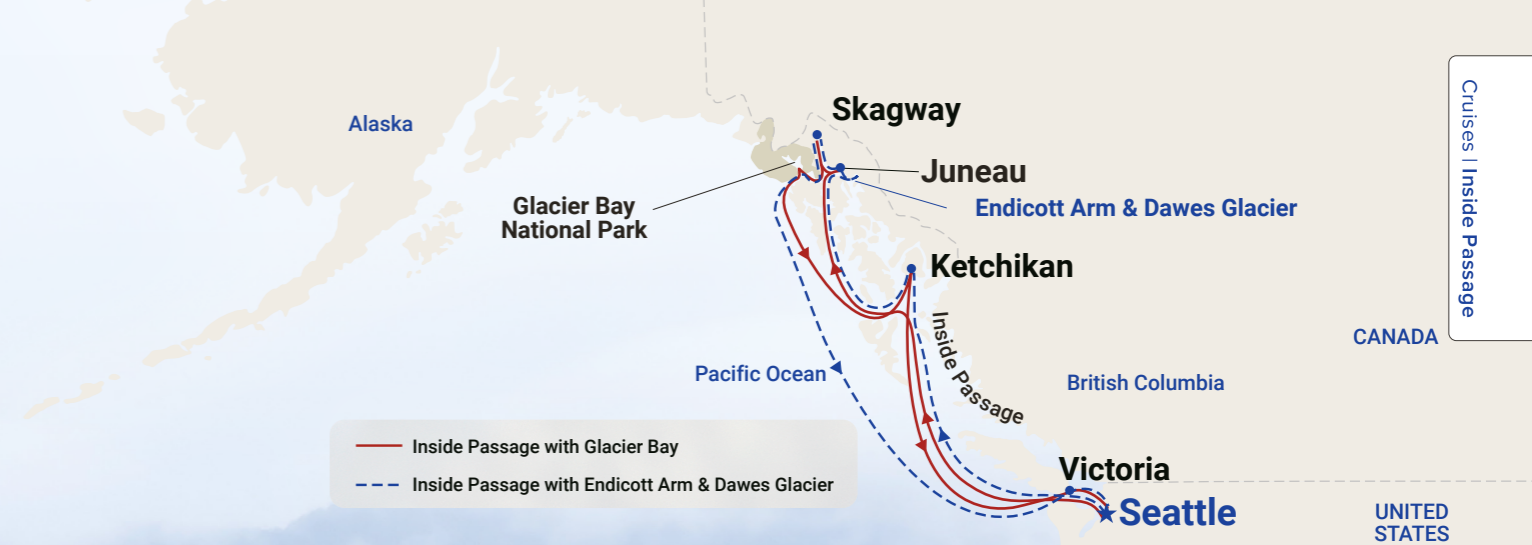 Skagway
Alaska
Juneau
Glacier Bay
National Park
Endicott Arm & Dawes Glacier
Ketchikan
Cruises | Inside Passage
Inside Passage
CANADA
Pacific Ocean
British Columbia
Inside Passage with Glacier Bay
Inside Passage with Endicott Arm & Dawes Glacier
Victoria
Seattle
UNITED
STATES